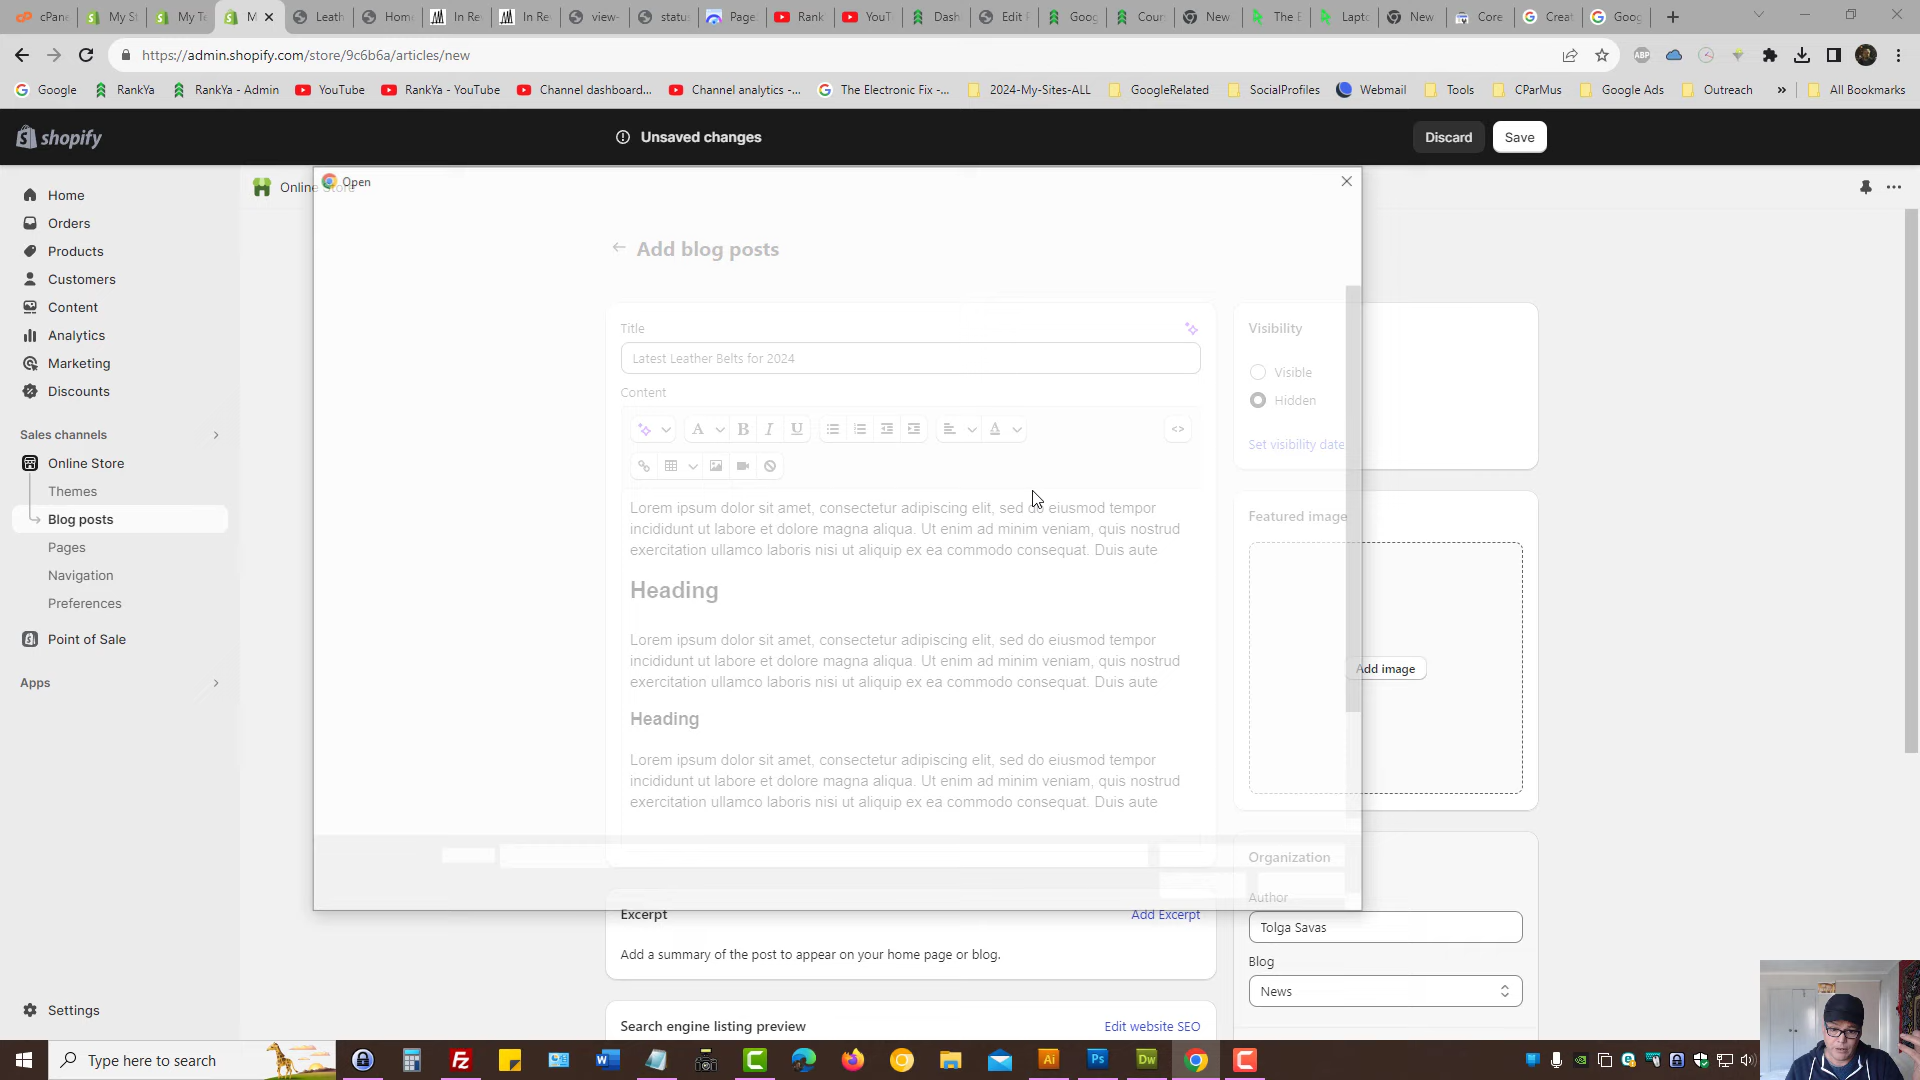 cPane
My S
My Te
M
Leath
Home
In Re
In Re
view-
status
Page
Rank
YouT
Dash
Edit
Goog
Coun
New
The E
Lapto
New
Core
Creat
Goog
https://admin.shopify.com/store/9c6b6a/articles/new
Google
RankYa
RankYa - Admin
YouTube
RankYa - YouTube
Channel dashboard...
Channel analytics -...
The Electronic Fix -...
2024-My-Sites-ALL
GoogleRelated
SocialProfiles
Webmail
Tools
CParMus
Google Ads
Outreach
»
All Bookmarks
shopify
Unsaved changes
Discard
Save
Home
Orders
Products
Customers
Content
Analytics
Marketing
Discounts
Sales channels
Online Store
Themes
Blog posts
Pages
Navigation
Preferences
Point of Sale
Apps
Settings
Online Store
Open
Add blog posts
Title
Latest Leather Belts for 2024
Content
Lorem ipsum dolor sit amet, consectetur adipiscing elit, sed do eiusmod tempor
incididunt ut labore et dolore magna aliqua. Ut enim ad minim veniam, quis nostrud
exercitation ullamco laboris nisi ut aliquip ex ea commodo consequat. Duis aute
Heading
Lorem ipsum dolor sit amet, consectetur adipiscing elit, sed do eiusmod tempor
incididunt ut labore et dolore magna aliqua. Ut enim ad minim veniam, quis nostrud
exercitation ullamco laboris nisi ut aliquip ex ea commodo consequat. Duis aute
Heading
Lorem ipsum dolor sit amet, consectetur adipiscing elit, sed do eiusmod tempor
incididunt ut labore et dolore magna aliqua. Ut enim ad minim veniam, quis nostrud
exercitation ullamco laboris nisi ut aliquip ex ea commodo consequat. Duis aute
Excerpt
Add Excerpt
Add a summary of the post to appear on your home page or blog.
Search engine listing preview
Edit website SEO
Visibility
Visible
Hidden
Set visibility date
Featured image
Add image
Organization
Author
Tolga Savas
Blog
News
Type here to search